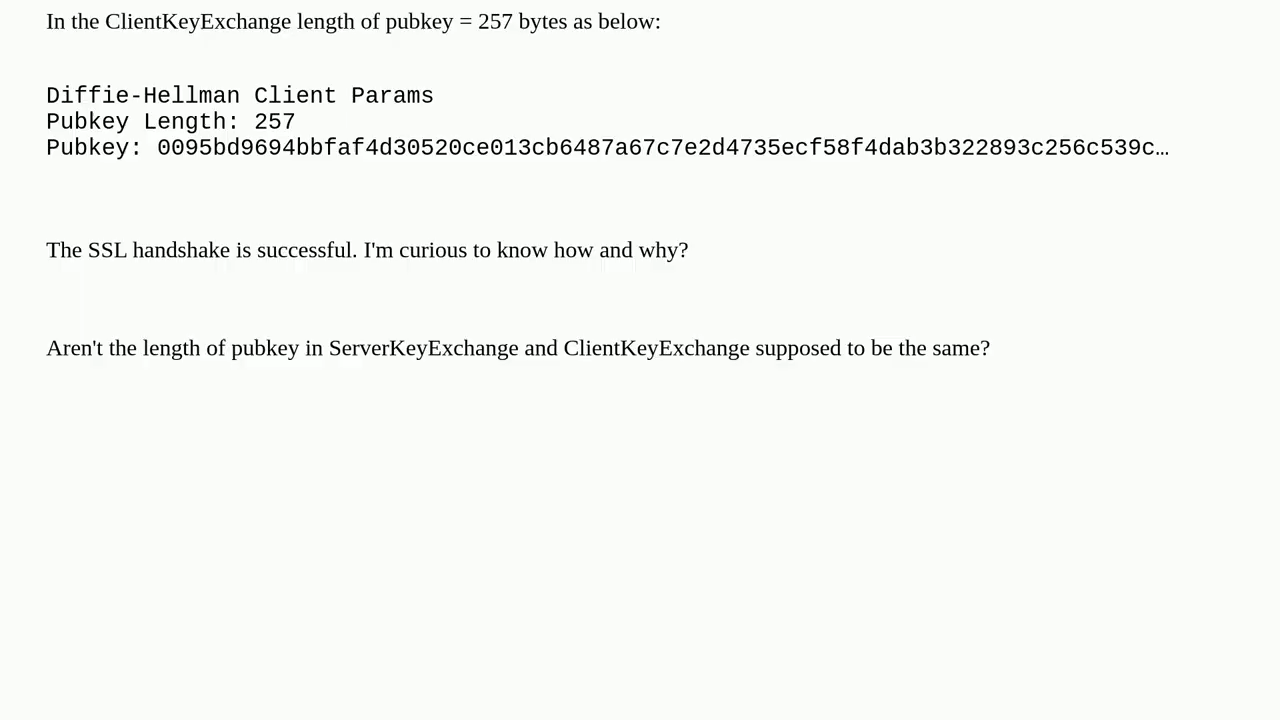 In the ClientKeyExchange length of pubkey = 257 bytes as below:
Diffie-Hellman Client Params
Pubkey Length: 257
Pubkey: 0095bd9694bbfaf4d30520ce013cb6487a67c7e2d4735ecf58f4dab3b322893c256c539c…
The SSL handshake is successful. I'm curious to know how and why?
Aren't the length of pubkey in ServerKeyExchange and ClientKeyExchange supposed to be the same?